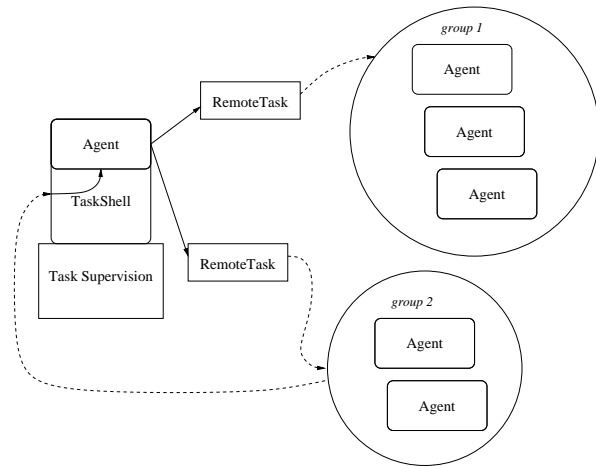 group 1
Agent
RemoteTask
Agent
Agent
Agent
TaskShell
RemoteTask
Task Supervision
group 2
Agent
Agent